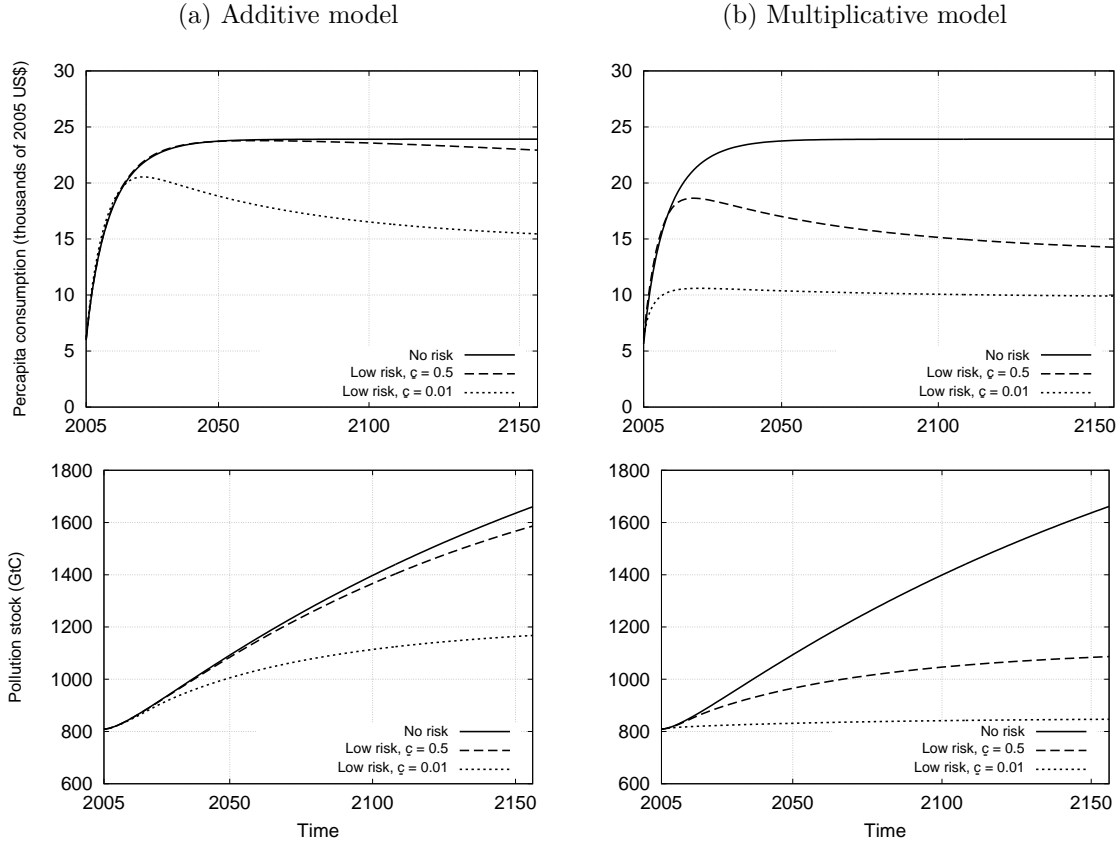 (a) Additive model
(b) Multiplicative model
Percapita consumption (thousands of 2005 US$)
30
25
20
15
10
5
0
2005 2050 2100 2150
No risk
Low risk, c̱ = 0.5
Low risk, c̱ = 0.01
30
25
20
15
10
5
0
2005 2050 2100 2150
No risk
Low risk, c̱ = 0.5
Low risk, c̱ = 0.01
Pollution stock (GtC)
1800
1600
1400
1200
1000
800
600
2005 2050 2100 2150
Time
No risk
Low risk, c̱ = 0.5
Low risk, c̱ = 0.01
1800
1600
1400
1200
1000
800
600
2005 2050 2100 2150
Time
No risk
Low risk, c̱ = 0.5
Low risk, c̱ = 0.01